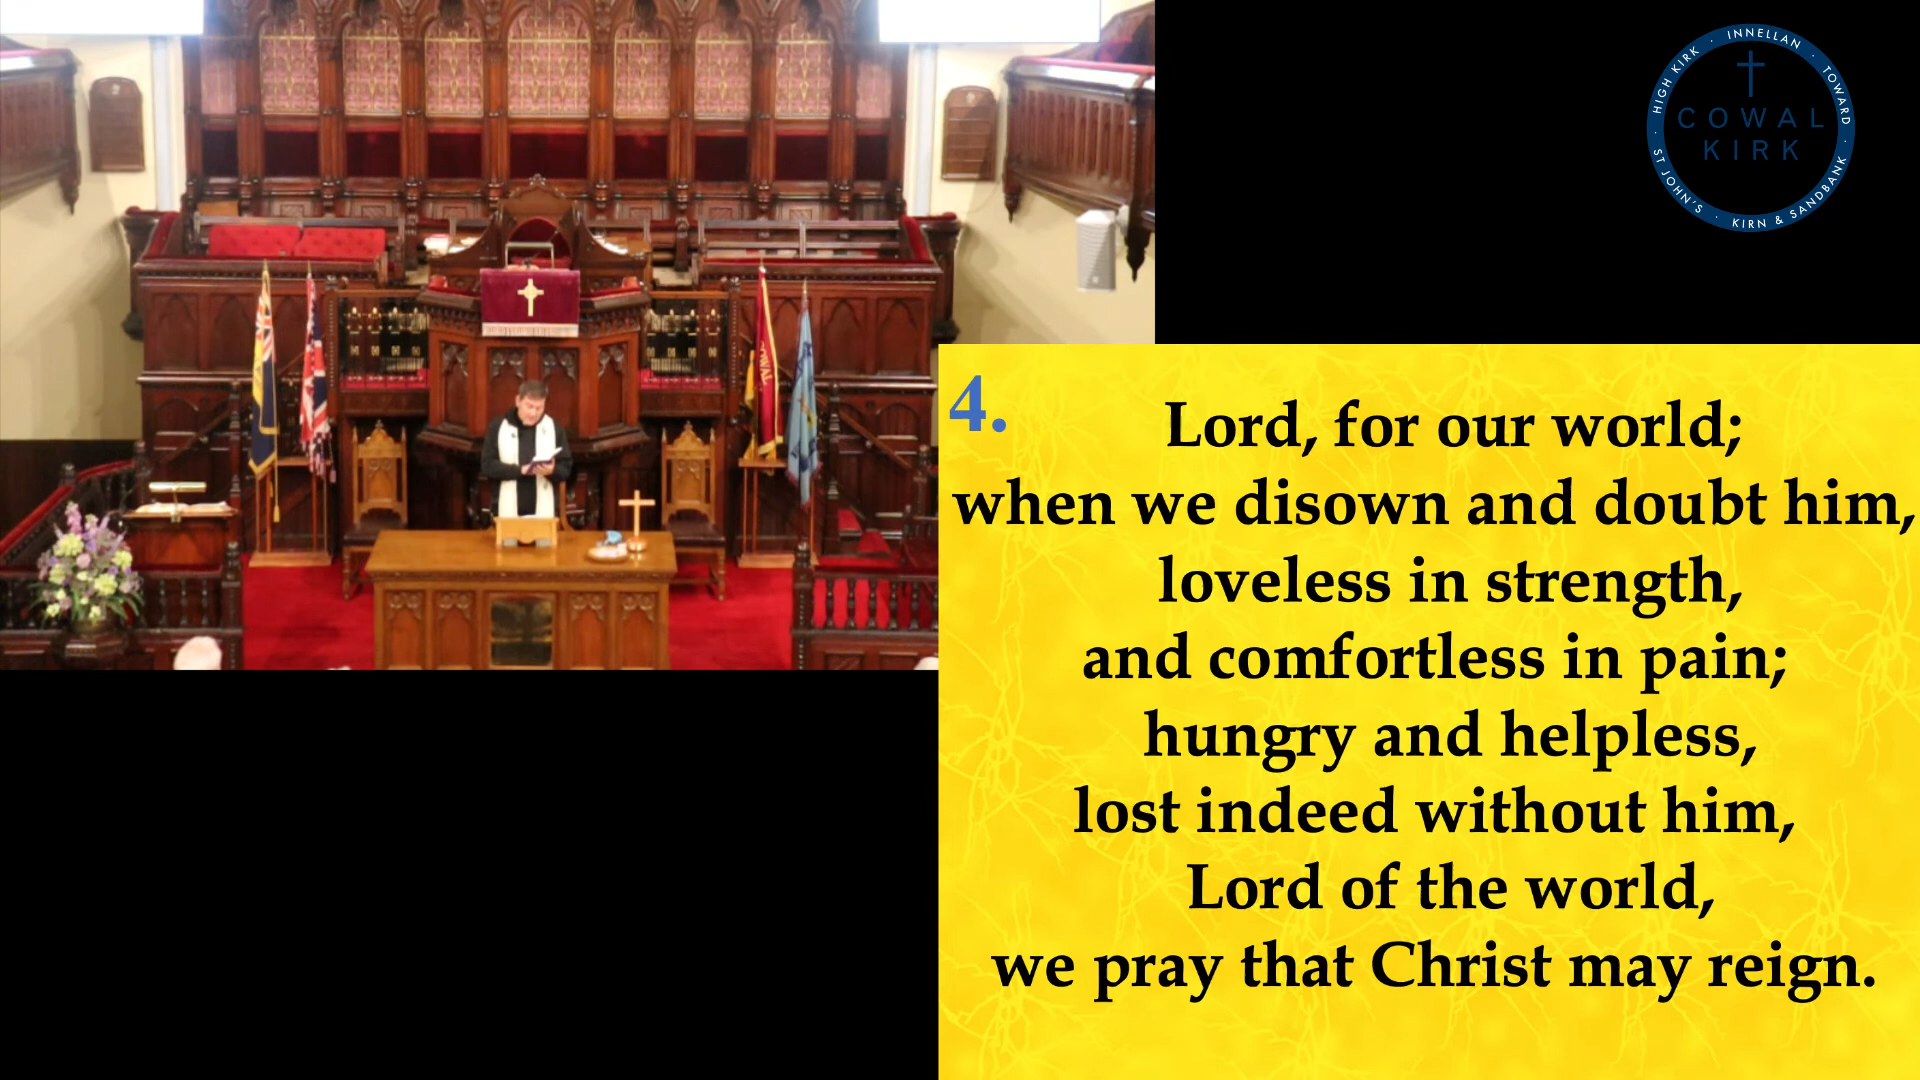 HIGH KIRK · INNELLAN · TOWARD · KIRN & SANDBANK · ST JOHN'S ·
COWAL
KIRK
4.
Lord, for our world;
when we disown and doubt him,
loveless in strength,
and comfortless in pain;
hungry and helpless,
lost indeed without him,
Lord of the world,
we pray that Christ may reign.